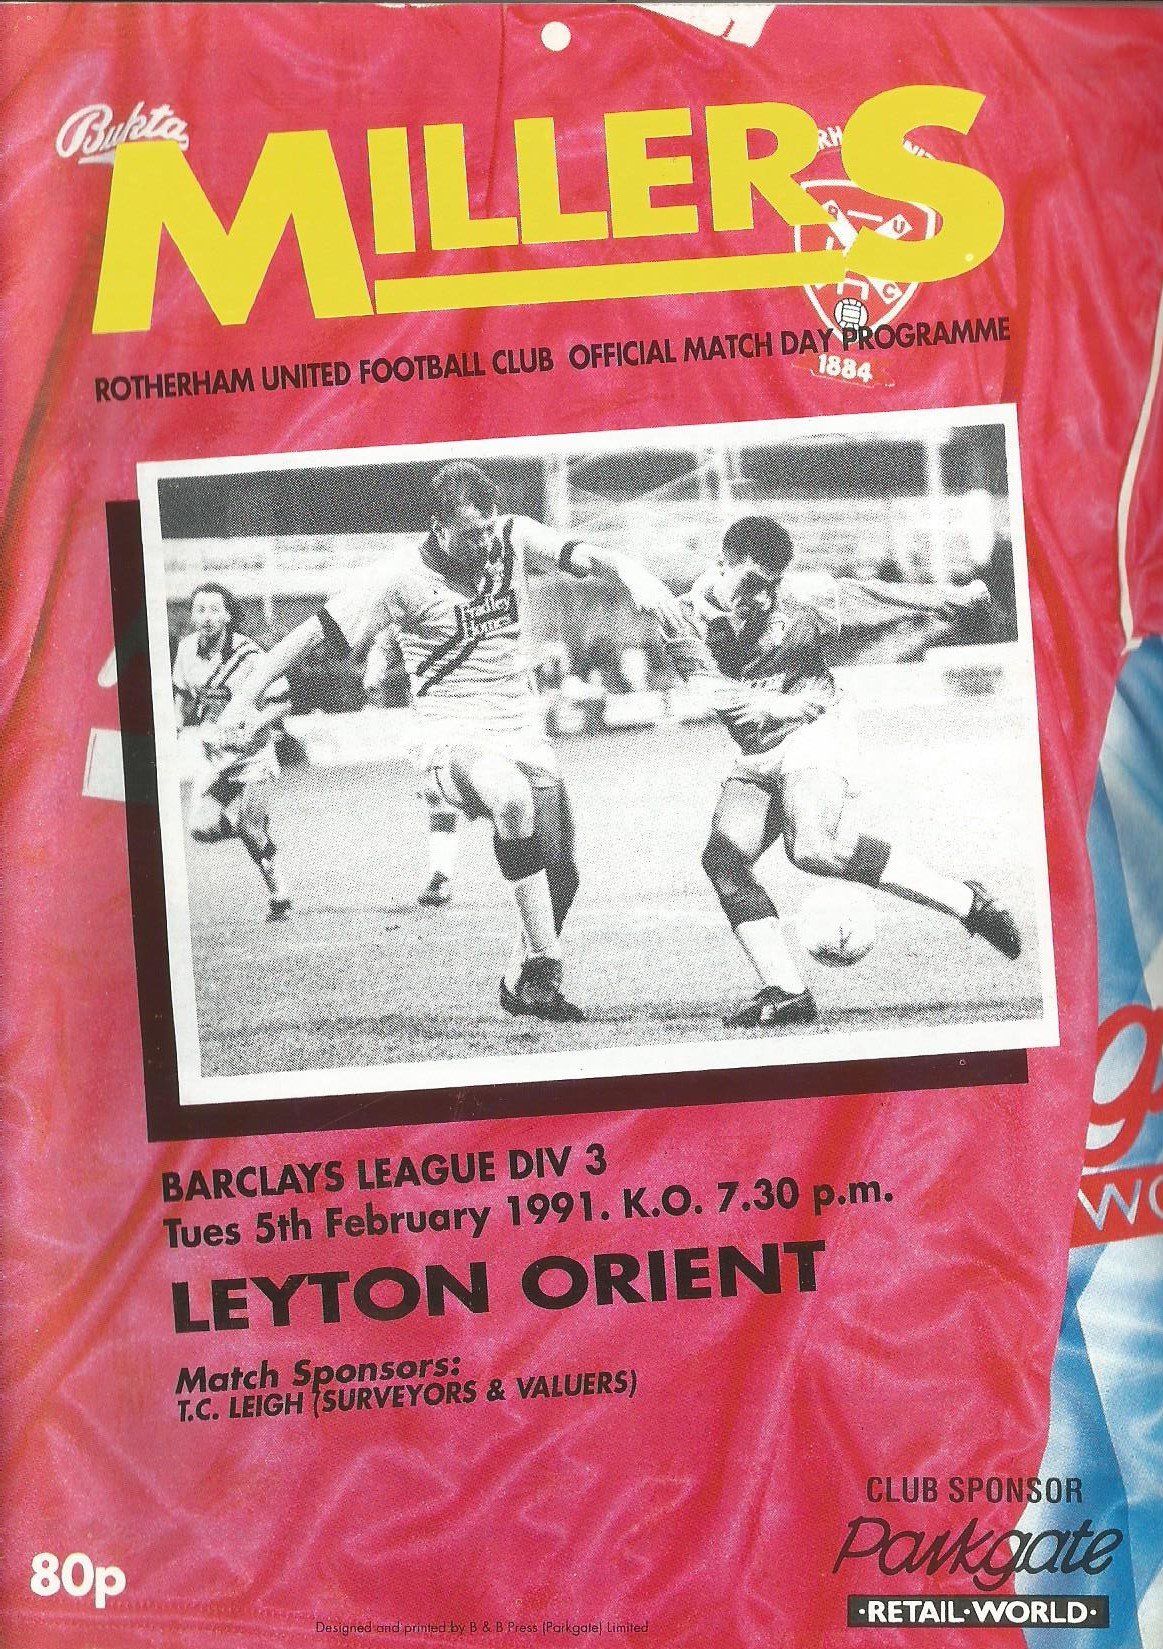 Bukta
MILLERS
ROTHERHAM UNITED FOOTBALL CLUB OFFICIAL MATCH DAY PROGRAMME
1884
Fradley
Homes
BARCLAYS LEAGUE DIV 3
Tues 5th February 1991. K.O. 7.30 p.m.
LEYTON ORIENT
Match Sponsors:
T.C. LEIGH (SURVEYORS & VALUERS)
CLUB SPONSOR
Parkgate
·RETAIL·WORLD·
80p
Designed and printed by B & B Press (Parkgate) Limited